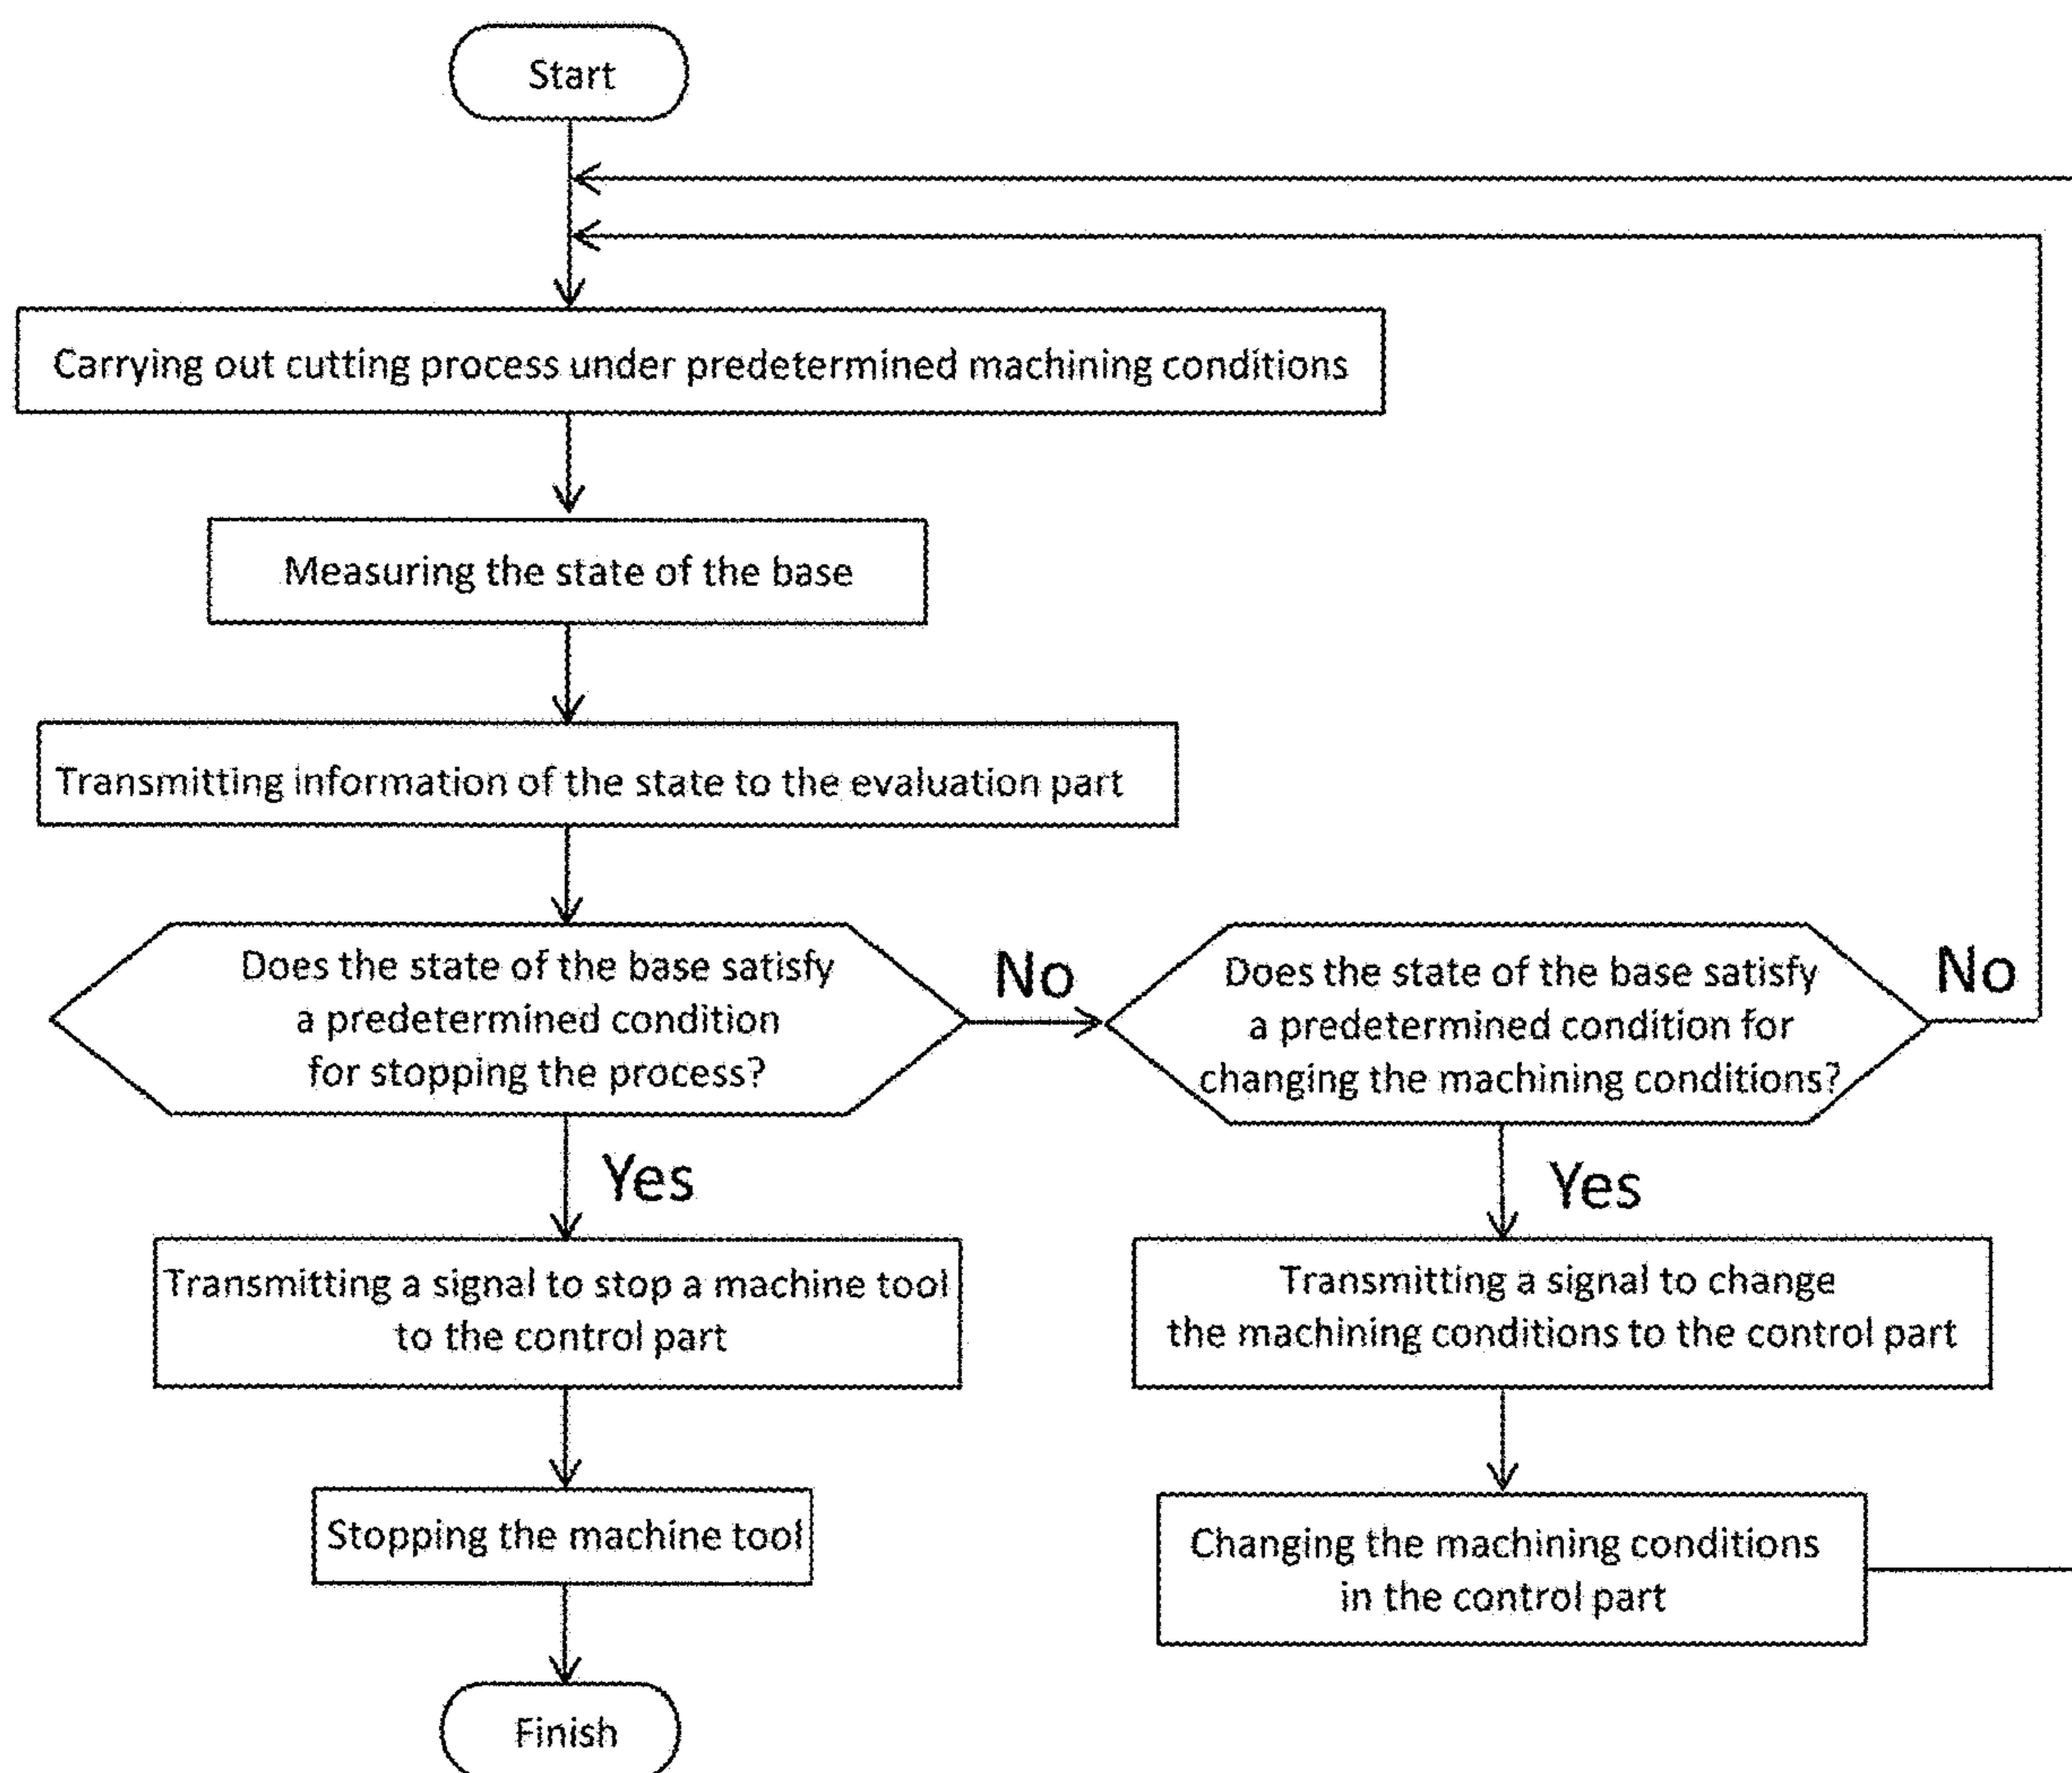 Start
Carrying out cutting process under predetermined machining conditions
Measuring the state of the base
Transmitting information of the state to the evaluation part
Does the state of the base satisfy
a predetermined condition
for stopping the process?
No
Does the state of the base satisfy
a predetermined condition for
changing the machining conditions?
No
Yes
Yes
Transmitting a signal to stop a machine tool
to the control part
Transmitting a signal to change
the machining conditions to the control part
Stopping the machine tool
Changing the machining conditions
in the control part
Finish